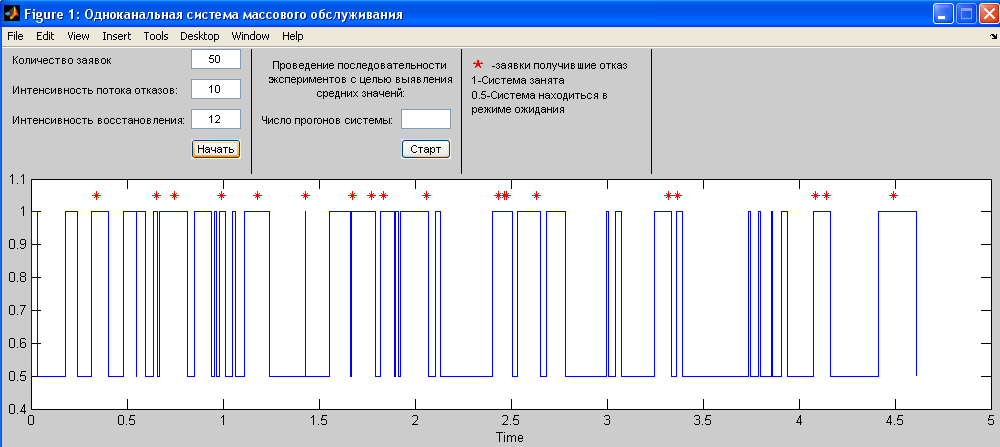 Figure 1: Одноканальная система массового обслуживания
File Edit View Insert Tools Desktop Window Help
Количество заявок 50
Интенсивность потока отказов: 10
Интенсивность восстановления: 12
Начать
Проведение последовательности
экспериментов с целью выявления
средних значенй:
Число прогонов системы:
Старт
* -заявки получившие отказ
1-Система занята
0.5-Система находиться в
режиме ожидания
1.1
1
0.9
0.8
0.7
0.6
0.5
0.4
0 0.5 1 1.5 2 2.5 3 3.5 4 4.5 5
Time